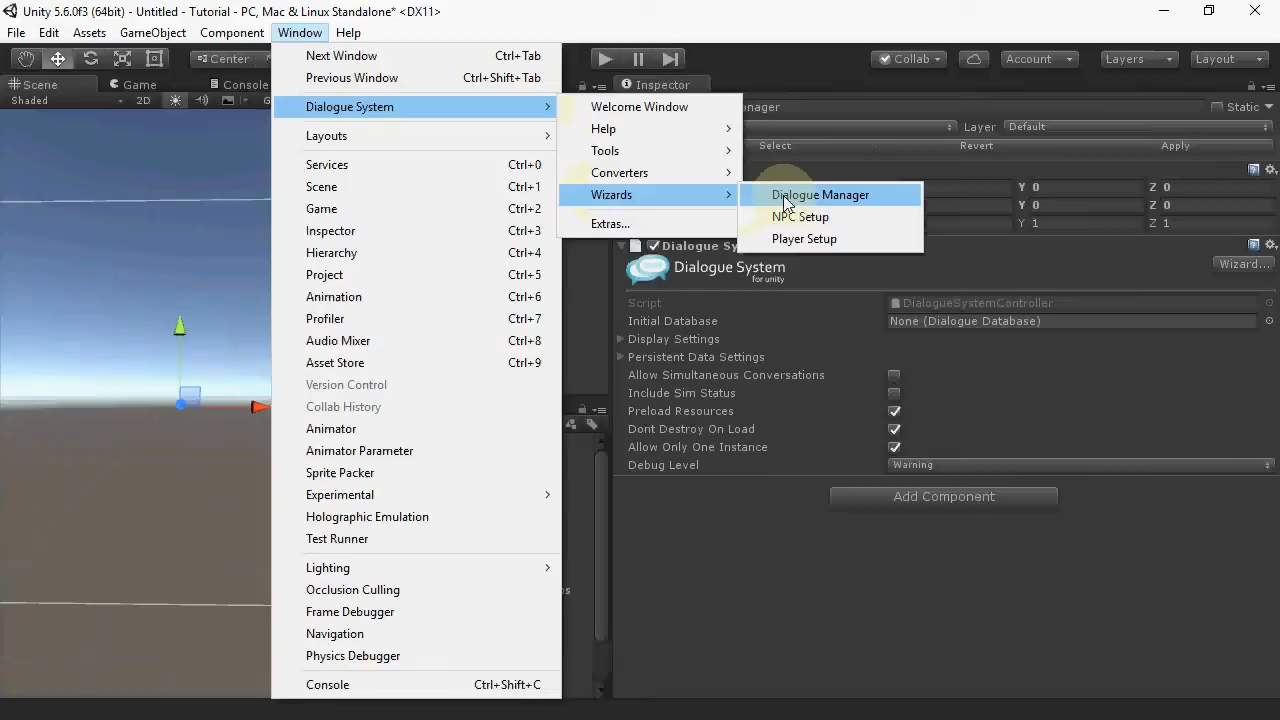 Unity 5.6.0f3 (64bit) - Untitled - Tutorial - PC, Mac & Linux Standalone* <DX11>
File Edit Assets GameObject Component Window Help
Center Collab Account Layers Layout
Scene Game Console Inspector
Shaded 2D G
Next Window Ctrl+Tab
Previous Window Ctrl+Shift+Tab
Dialogue System
Layouts
Services Ctrl+0
Scene Ctrl+1
Game Ctrl+2
Inspector Ctrl+3
Hierarchy Ctrl+4
Project Ctrl+5
Animation Ctrl+6
Profiler Ctrl+7
Audio Mixer Ctrl+8
Asset Store Ctrl+9
Version Control
Collab History
Animator
Animator Parameter
Sprite Packer
Experimental
Holographic Emulation
Test Runner
Lighting
Occlusion Culling
Frame Debugger
Navigation
Physics Debugger
Console Ctrl+Shift+C
Welcome Window
Help
Tools
Converters
Wizards
Extras...
Dialogue Manager
NPC Setup
Player Setup
anager Static
Layer Default
Select Revert Apply
Y 0 Z 0
Y 0 Z 0
Y 1 Z 1
Dialogue Sy
Dialogue System
for unity
Wizard...
Script DialogueSystemController
Initial Database None (Dialogue Database)
Display Settings
Persistent Data Settings
Allow Simultaneous Conversations
Include Sim Status
Preload Resources
Dont Destroy On Load
Allow Only One Instance
Debug Level Warning
Add Component